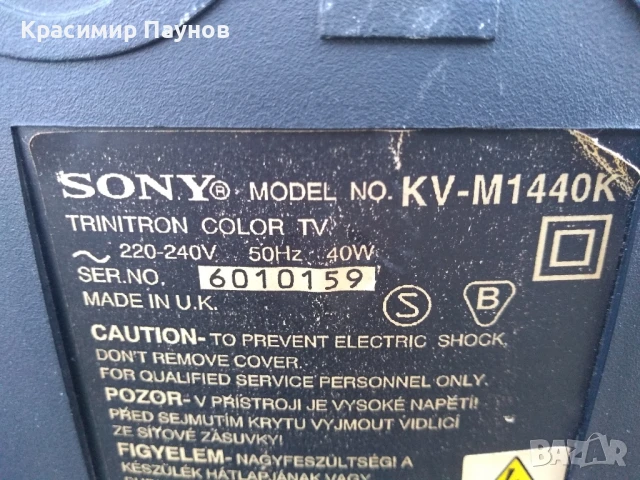 Красимир Паунов
SONY® MODEL NO. KV-M1440K
TRINITRON COLOR TV
220-240V 50Hz 40W
SER.NO. 6010159
MADE IN U.K.
S B
CAUTION- TO PREVENT ELECTRIC SHOCK
DON'T REMOVE COVER.
FOR QUALIFIED SERVICE PERSONNEL ONLY.
POZOR- V PŘÍSTROJI JE VYSOKÉ NAPĚTÍ!
PŘED SEJMUTÍM KRYTU VYJMOUT VIDLICI
ZE SÍŤOVÉ ZÁSUVKY!
FIGYELEM- NAGYFESZÜLTSÉG! A
KÉSZÜLÉK HÁTLAPJÁNAK VAGY
BAZAR